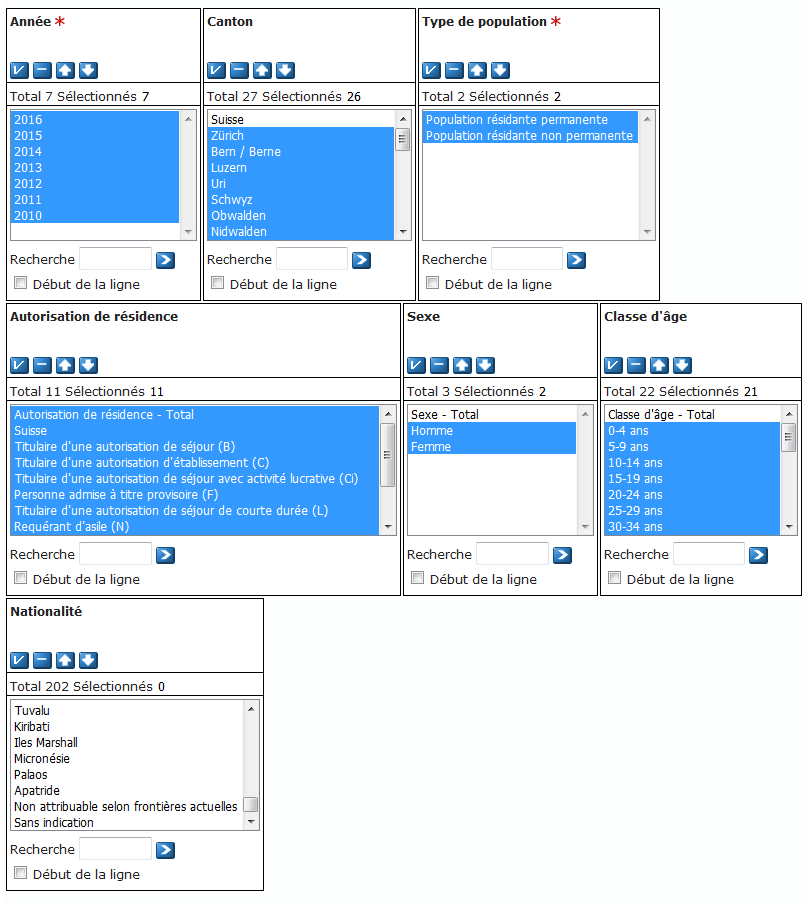 Année *
Total 7 Sélectionnés 7
2016
2015
2014
2013
2012
2011
2010
Recherche
Début de la ligne
Canton
Total 27 Sélectionnés 26
Suisse
Zürich
Bern / Berne
Luzern
Uri
Schwyz
Obwalden
Nidwalden
Recherche
Début de la ligne
Type de population *
Total 2 Sélectionnés 2
Population résidante permanente
Population résidante non permanente
Recherche
Début de la ligne
Autorisation de résidence
Total 11 Sélectionnés 11
Autorisation de résidence - Total
Suisse
Titulaire d'une autorisation de séjour (B)
Titulaire d'une autorisation d'établissement (C)
Titulaire d'une autorisation de séjour avec activité lucrative (Ci)
Personne admise à titre provisoire (F)
Titulaire d'une autorisation de séjour de courte durée (L)
Requérant d'asile (N)
Recherche
Début de la ligne
Sexe
Total 3 Sélectionnés 2
Sexe - Total
Homme
Femme
Recherche
Début de la ligne
Classe d'âge
Total 22 Sélectionnés 21
Classe d'âge - Total
0-4 ans
5-9 ans
10-14 ans
15-19 ans
20-24 ans
25-29 ans
30-34 ans
Recherche
Début de la ligne
Nationalité
Total 202 Sélectionnés 0
Tuvalu
Kiribati
Iles Marshall
Micronésie
Palaos
Apatride
Non attribuable selon frontières actuelles
Sans indication
Recherche
Début de la ligne